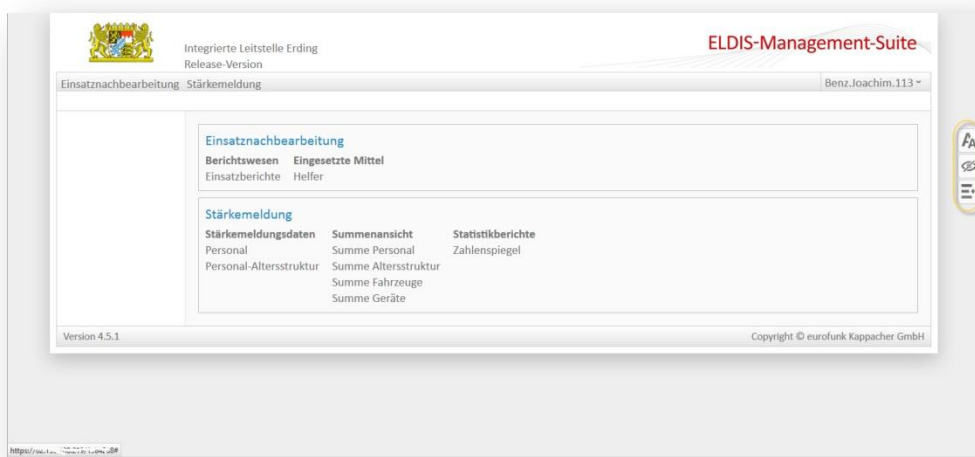 Integrierte Leitstelle Erding
Release-Version
ELDIS-Management-Suite
Einsatznachbearbeitung Stärkemeldung
Benz.Joachim.113
Einsatznachbearbeitung
Berichtswesen Eingesetzte Mittel
Einsatzberichte Helfer
Stärkemeldung
Stärkemeldungsdaten Summenansicht Statistikberichte
Personal Summe Personal Zahlenspiegel
Personal-Altersstruktur Summe Altersstruktur
Summe Fahrzeuge
Summe Geräte
Version 4.5.1
Copyright © eurofunk Kappacher GmbH